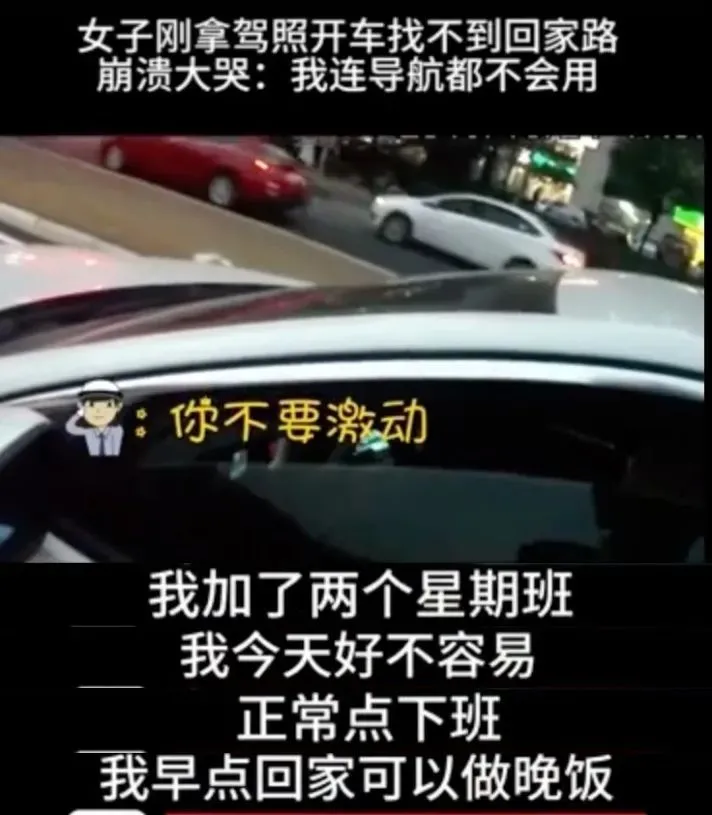 女子刚拿驾照开车找不到回家路
崩溃大哭：我连导航都不会用
：你不要激动
我加了两个星期班
我今天好不容易
正常点下班
我早点回家可以做晚饭